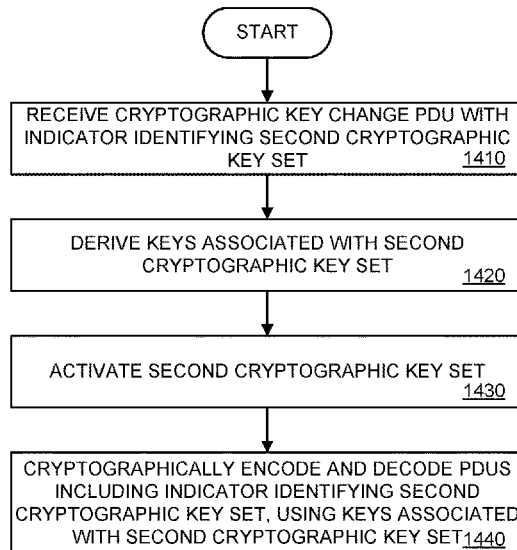 START
RECEIVE CRYPTOGRAPHIC KEY CHANGE PDU WITH
INDICATOR IDENTIFYING SECOND CRYPTOGRAPHIC
KEY SET 1410
DERIVE KEYS ASSOCIATED WITH SECOND
CRYPTOGRAPHIC KEY SET
1420
ACTIVATE SECOND CRYPTOGRAPHIC KEY SET
1430
CRYPTOGRAPHICALLY ENCODE AND DECODE PDUS
INCLUDING INDICATOR IDENTIFYING SECOND
CRYPTOGRAPHIC KEY SET, USING KEYS ASSOCIATED
WITH SECOND CRYPTOGRAPHIC KEY SET 1440